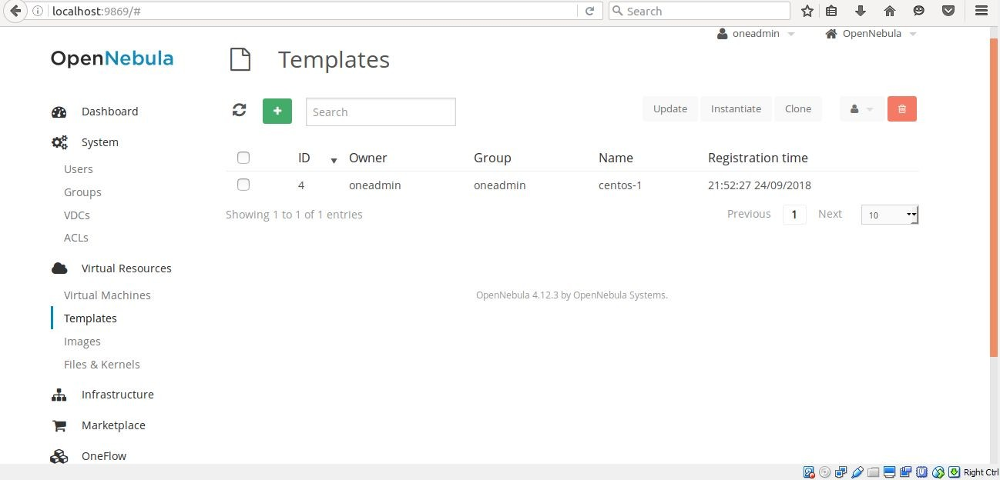 localhost:9869/#
Search
oneadmin
OpenNebula
OpenNebula
Templates
Dashboard
System
Users
Groups
VDCs
ACLs
Virtual Resources
Virtual Machines
Templates
Images
Files & Kernels
Infrastructure
Marketplace
OneFlow
+
Search
Update
Instantiate
Clone
ID Owner Group Name Registration time
4 oneadmin oneadmin centos-1 21:52:27 24/09/2018
Showing 1 to 1 of 1 entries
Previous 1 Next 10
OpenNebula 4.12.3 by OpenNebula Systems.
Right Ctrl